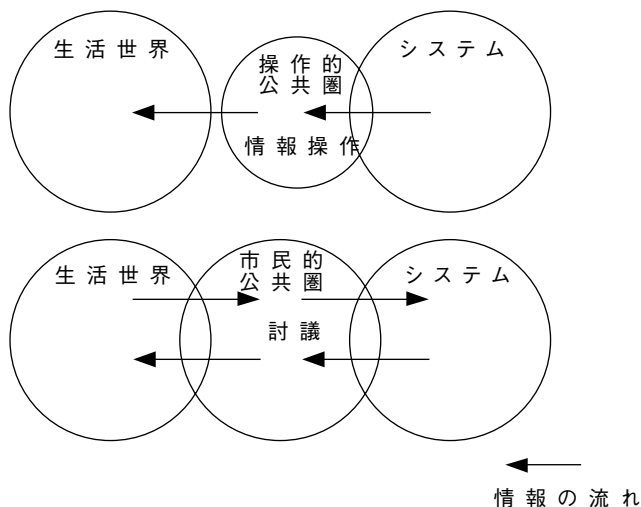 生活世界
操作的
公共圏
システム
情報操作
生活世界
市民的
公共圏
システム
討議
情報の流れ